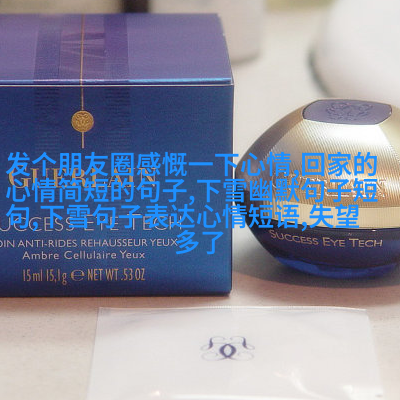 发个朋友圈感慨一下心情,回家的
心情简短的句子,下雪幽默句子短
句,下雪句子表达心情短语,失望
多了
GUERLAIN
SUCCESS EYE TECH
SOIN ANTI-RIDES REHAUSSEUR YEUX
Ambre Cellulaire Yeux
15 ml 15,1g ℮ NET WT .53 OZ
SUCCESS EYE TECH